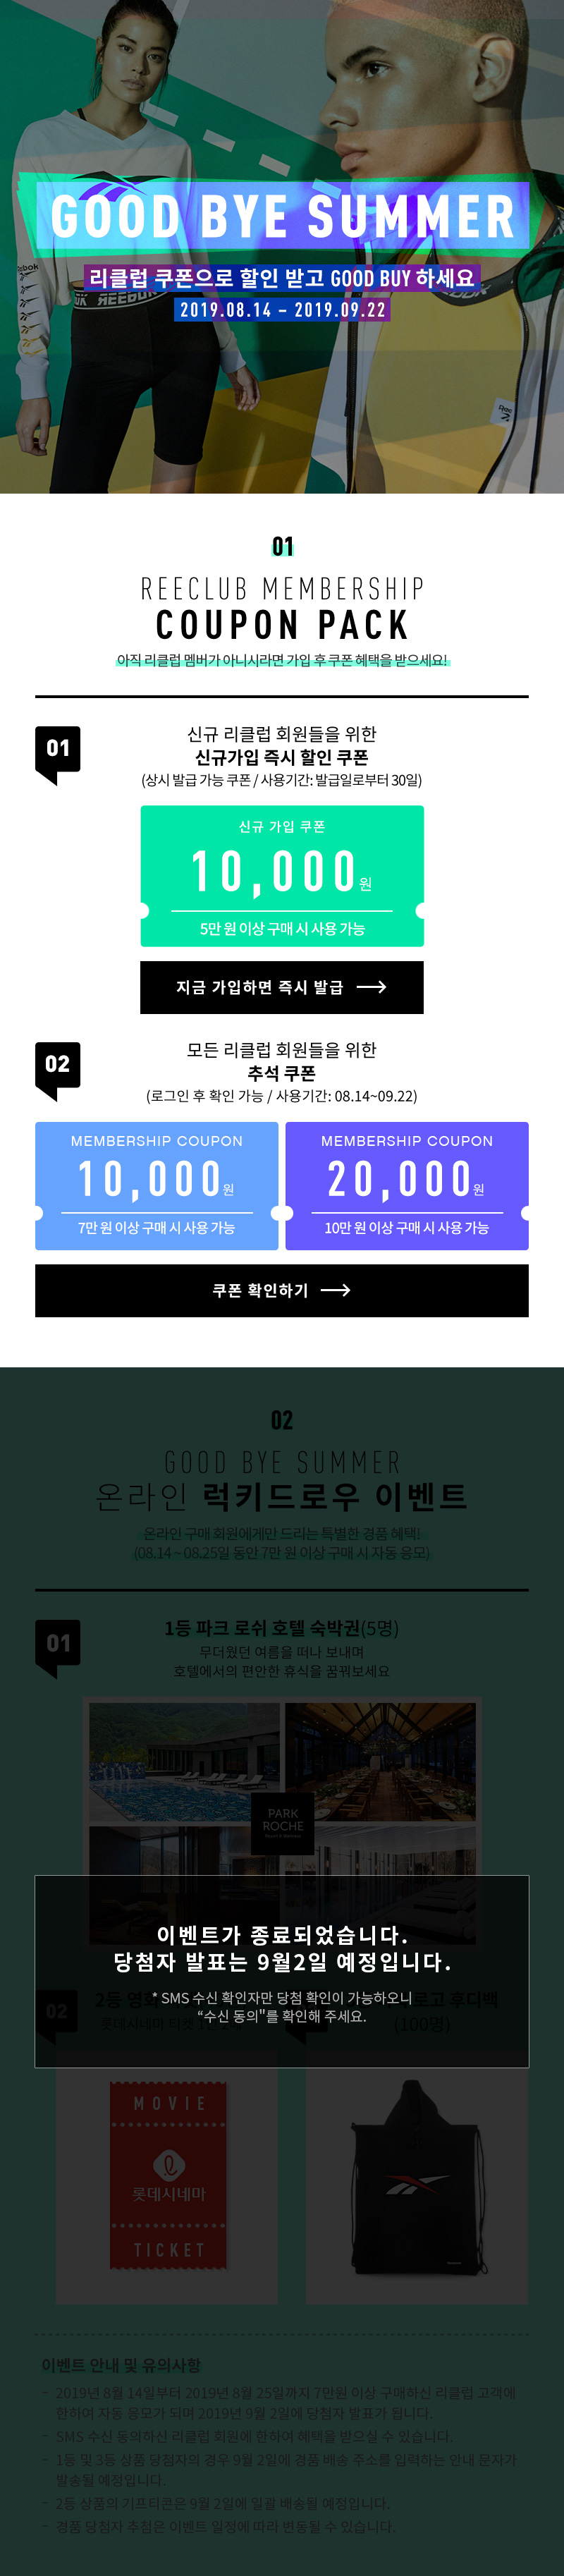 GOOD BYE SUMMER
리클럽 쿠폰으로 할인 받고 GOOD BUY 하세요
2019.08.14 – 2019.09.22
REEBOK
01
REECLUB MEMBERSHIP
COUPON PACK
아직 리클럽 멤버가 아니시라면 가입 후 쿠폰 혜택을 받으세요!
01
신규 리클럽 회원들을 위한
신규가입 즉시 할인 쿠폰
(상시 발급 가능 쿠폰 / 사용기간: 발급일로부터 30일)
신규 가입 쿠폰
10,000원
5만 원 이상 구매 시 사용 가능
지금 가입하면 즉시 발급
02
모든 리클럽 회원들을 위한
추석 쿠폰
(로그인 후 확인 가능 / 사용기간: 08.14~09.22)
MEMBERSHIP COUPON
10,000원
7만 원 이상 구매 시 사용 가능
MEMBERSHIP COUPON
20,000원
10만 원 이상 구매 시 사용 가능
쿠폰 확인하기
02
GOOD BYE SUMMER
온라인 럭키드로우 이벤트
온라인 구매 회원에게만 드리는 특별한 경품 혜택!
(08.14 ~ 08.25일 동안 7만 원 이상 구매 시 자동 응모)
01
1등 파크 로쉬 호텔 숙박권(5명)
무더웠던 여름을 떠나 보내며
호텔에서의 편안한 휴식을 꿈꿔보세요
PARK
ROCHE
이벤트가 종료되었습니다.
당첨자 발표는 9월2일 예정입니다.
* SMS 수신 확인자만 당첨 확인이 가능하오니
“수신 동의"를 확인해 주세요.
02
2등 영화
롯데시네마 티켓
로고 후디백
(100명)
MOVIE
롯데시네마
TICKET
이벤트 안내 및 유의사항
- 2019년 8월 14일부터 2019년 8월 25일까지 7만원 이상 구매하신 리클럽 고객에
한하여 자동 응모가 되며 2019년 9월 2일에 당첨자 발표가 됩니다.
- SMS 수신 동의하신 리클럽 회원에 한하여 혜택을 받으실 수 있습니다.
- 1등 및 3등 상품 당첨자의 경우 9월 2일에 경품 배송 주소를 입력하는 안내 문자가
발송될 예정입니다.
- 2등 상품의 기프티콘은 9월 2일에 일괄 배송될 예정입니다.
- 경품 당첨자 추첨은 이벤트 일정에 따라 변동될 수 있습니다.